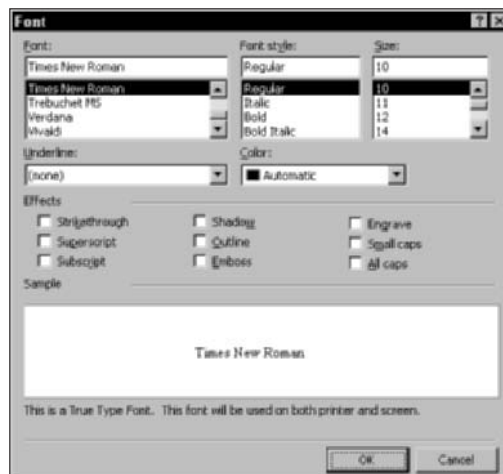 Font
Font: Font style: Size:
Times New Roman Regular 10
Times New Roman Regular 10
Trebuchet MS Italic 11
Verdana Bold 12
Vivaldi Bold Italic 14
Underline: Color:
(none) Automatic
Effects
Strikethrough Shadow Engrave
Superscript Outline Small caps
Subscript Emboss All caps
Sample
Times New Roman
This is a True Type Font. This font will be used on both printer and screen.
OK Cancel